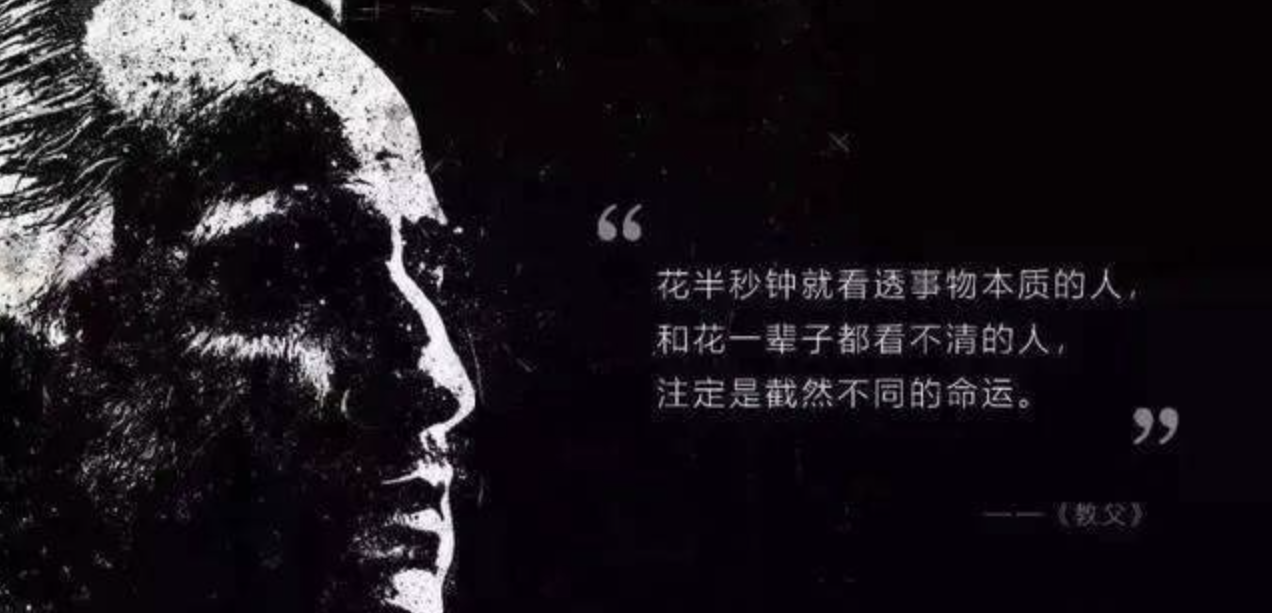 “
花半秒钟就看透事物本质的人，
和花一辈子都看不清的人，
注定是截然不同的命运。
”
——《教父》